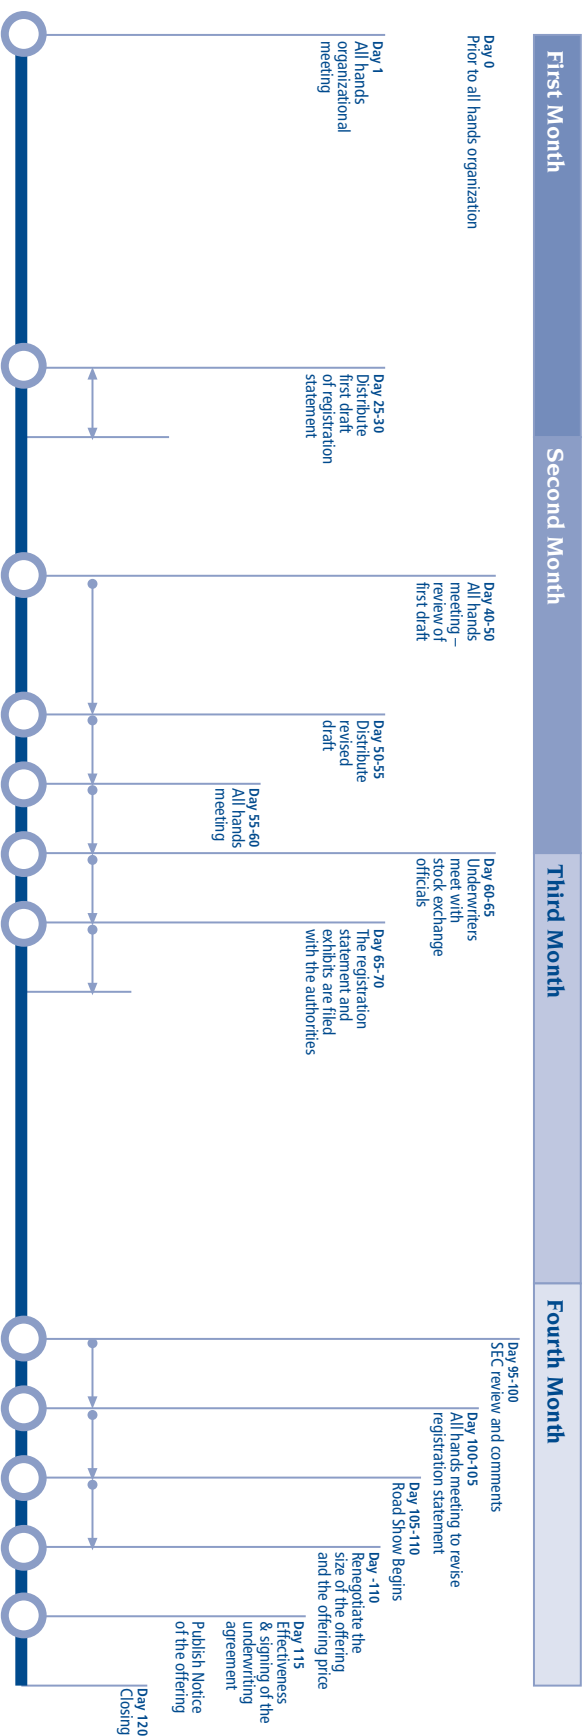 First Month
Second Month
Third Month
Fourth Month
Day 0
Prior to all hands organization
Day 1
All hands
organizational
meeting
Day 25-30
Distribute
first draft
of registration
statement
Day 40-50
All hands
meeting –
review of
first draft
Day 50-55
Distribute
revised
draft
Day 55-60
All hands
meeting
Day 60-65
Underwriters
meet with
stock exchange
officials
Day 65-70
The registration
statement and
exhibits are filed
with the authorities
Day 95-100
SEC review and comments
Day 100-105
All hands meeting to revise
registration statement
Day 105-110
Road Show Begins
Day -110
Renegotiate the
size of the offering
and the offering price
Day 115
Effectiveness
& signing of the
underwriting
agreement
Publish Notice
of the offering
Day 120
Closing